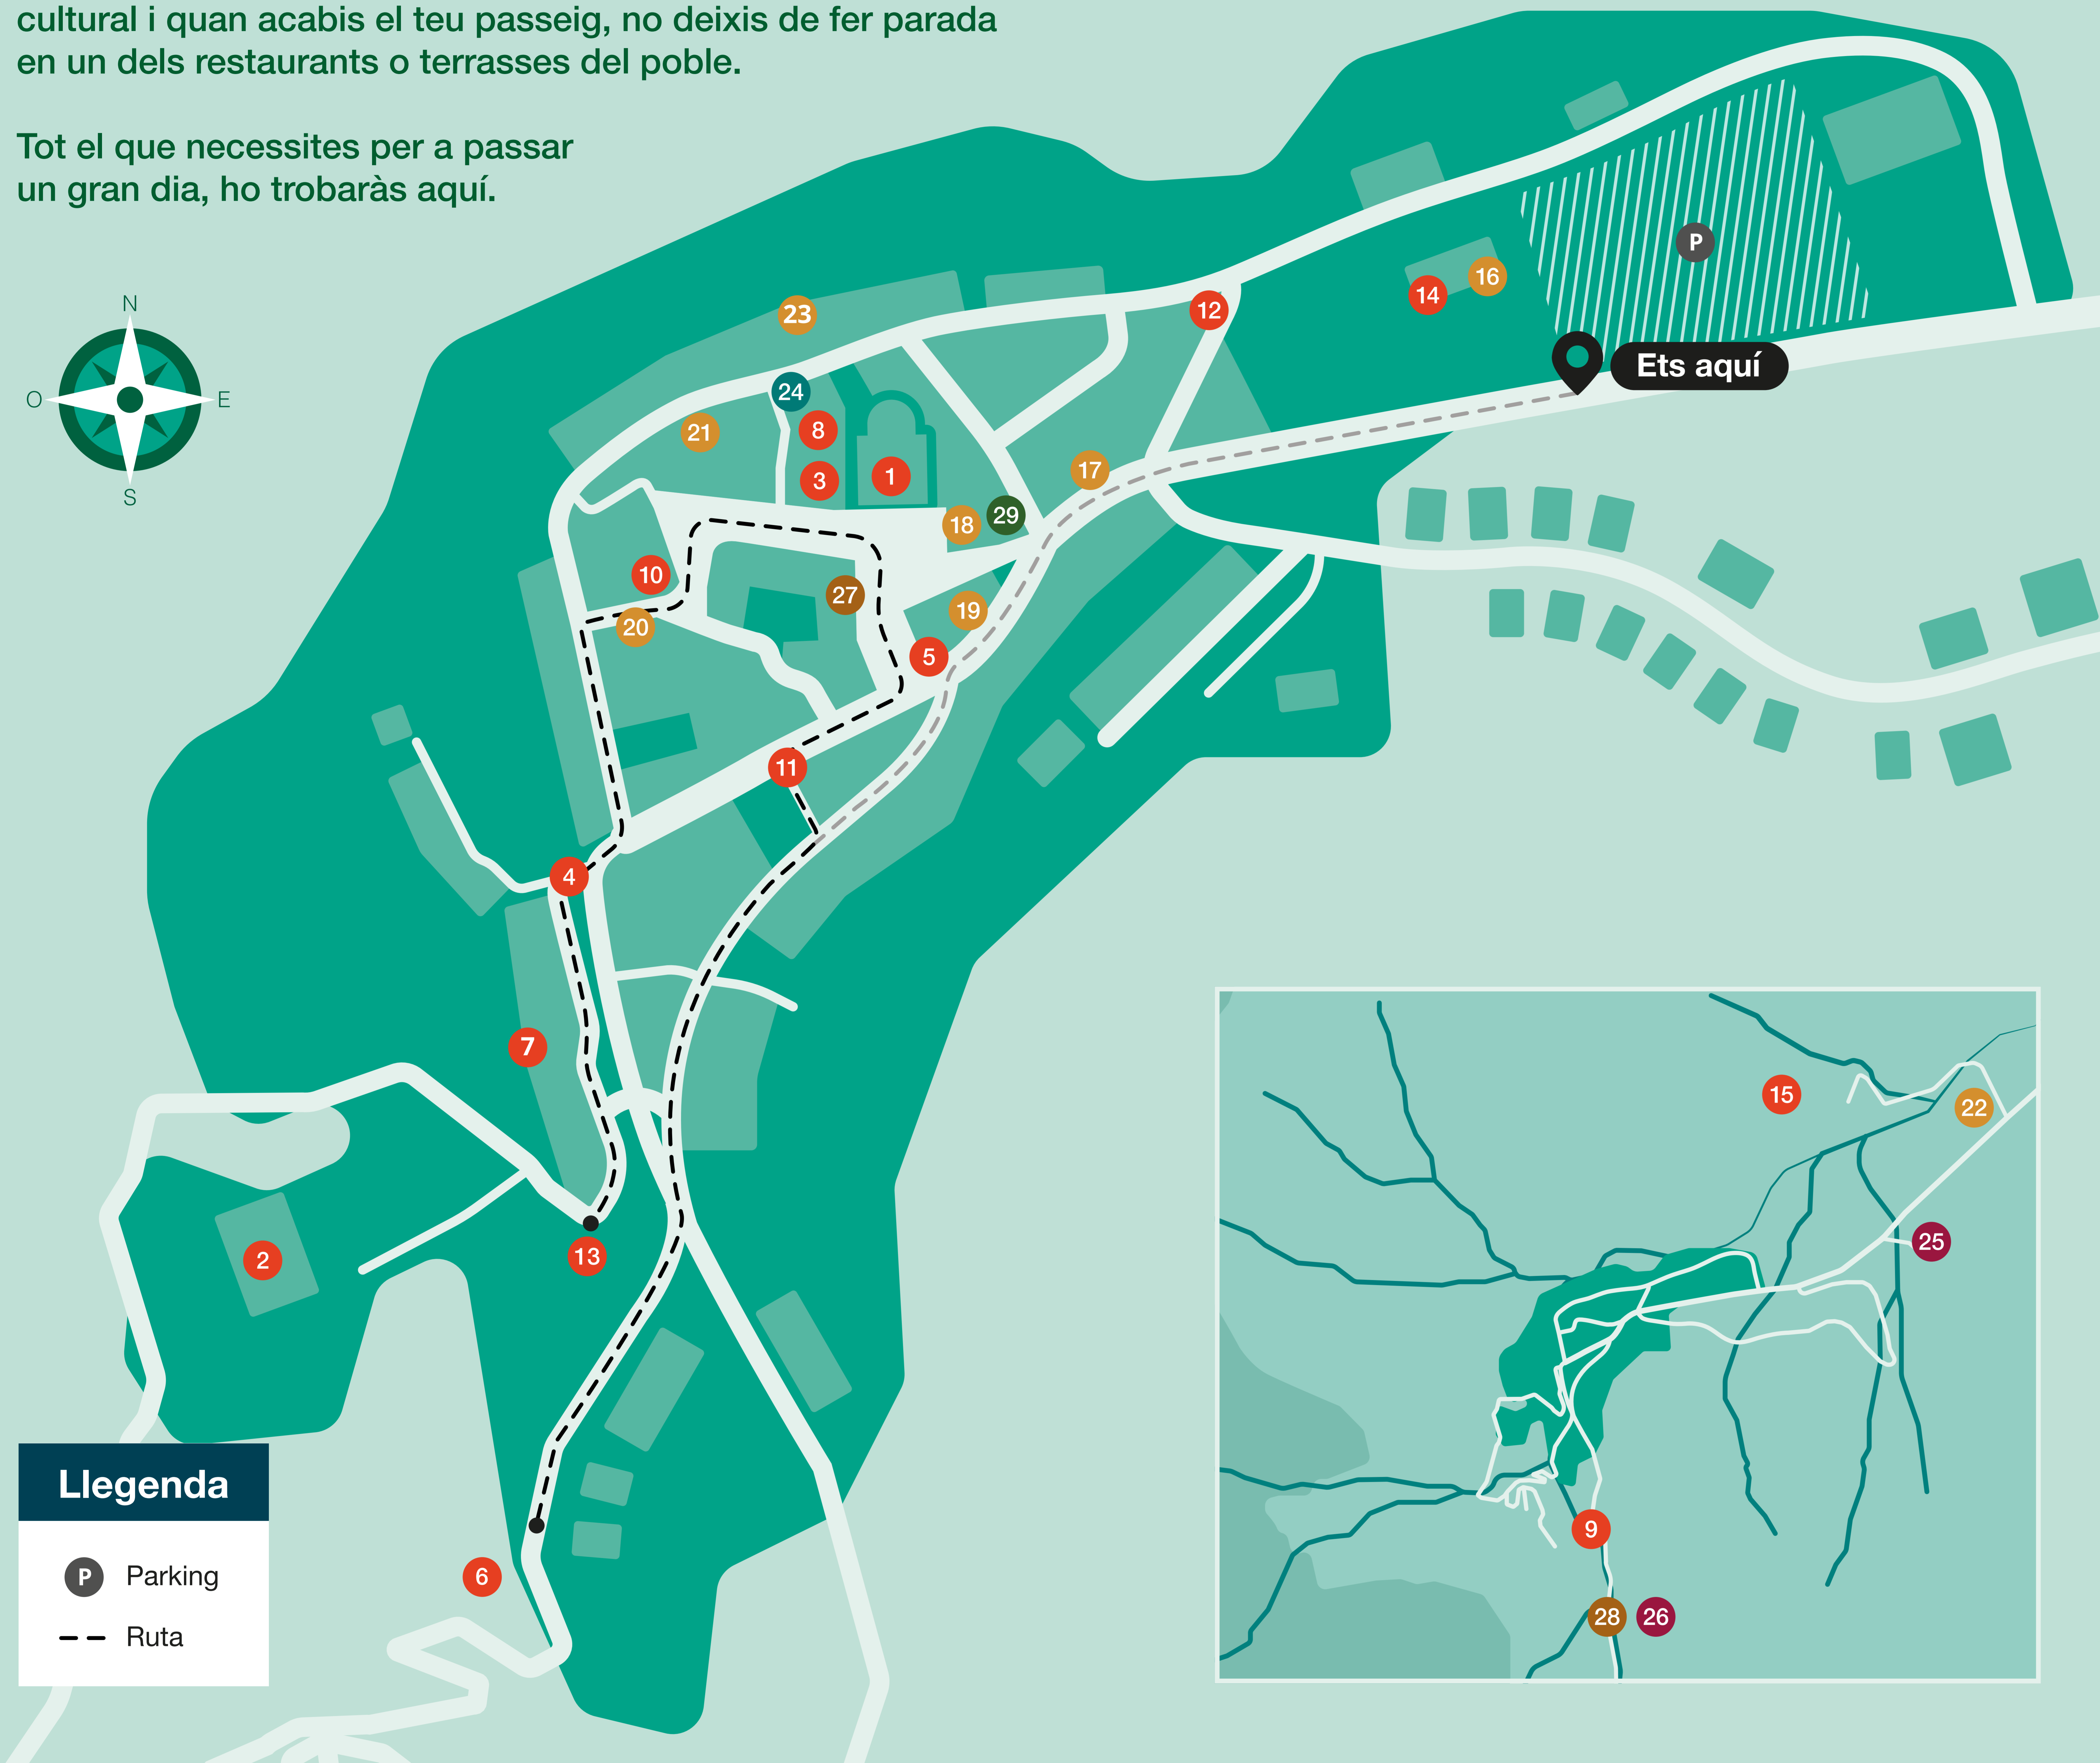 cultural i quan acabis el teu passeig, no deixis de fer parada
en un dels restaurants o terrasses del poble.
Tot el que necessites per a passar
un gran dia, ho trobaràs aquí.
N
O
E
S
P
16
14
12
Ets aquí
23
24
21
8
3
1
17
18
29
10
27
20
19
5
11
4
7
2
13
6
15
22
25
9
28
26
Llegenda
P Parking
Ruta